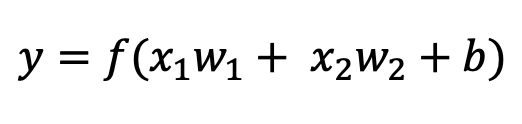 y = f(x₁w₁ + x₂w₂ + b)